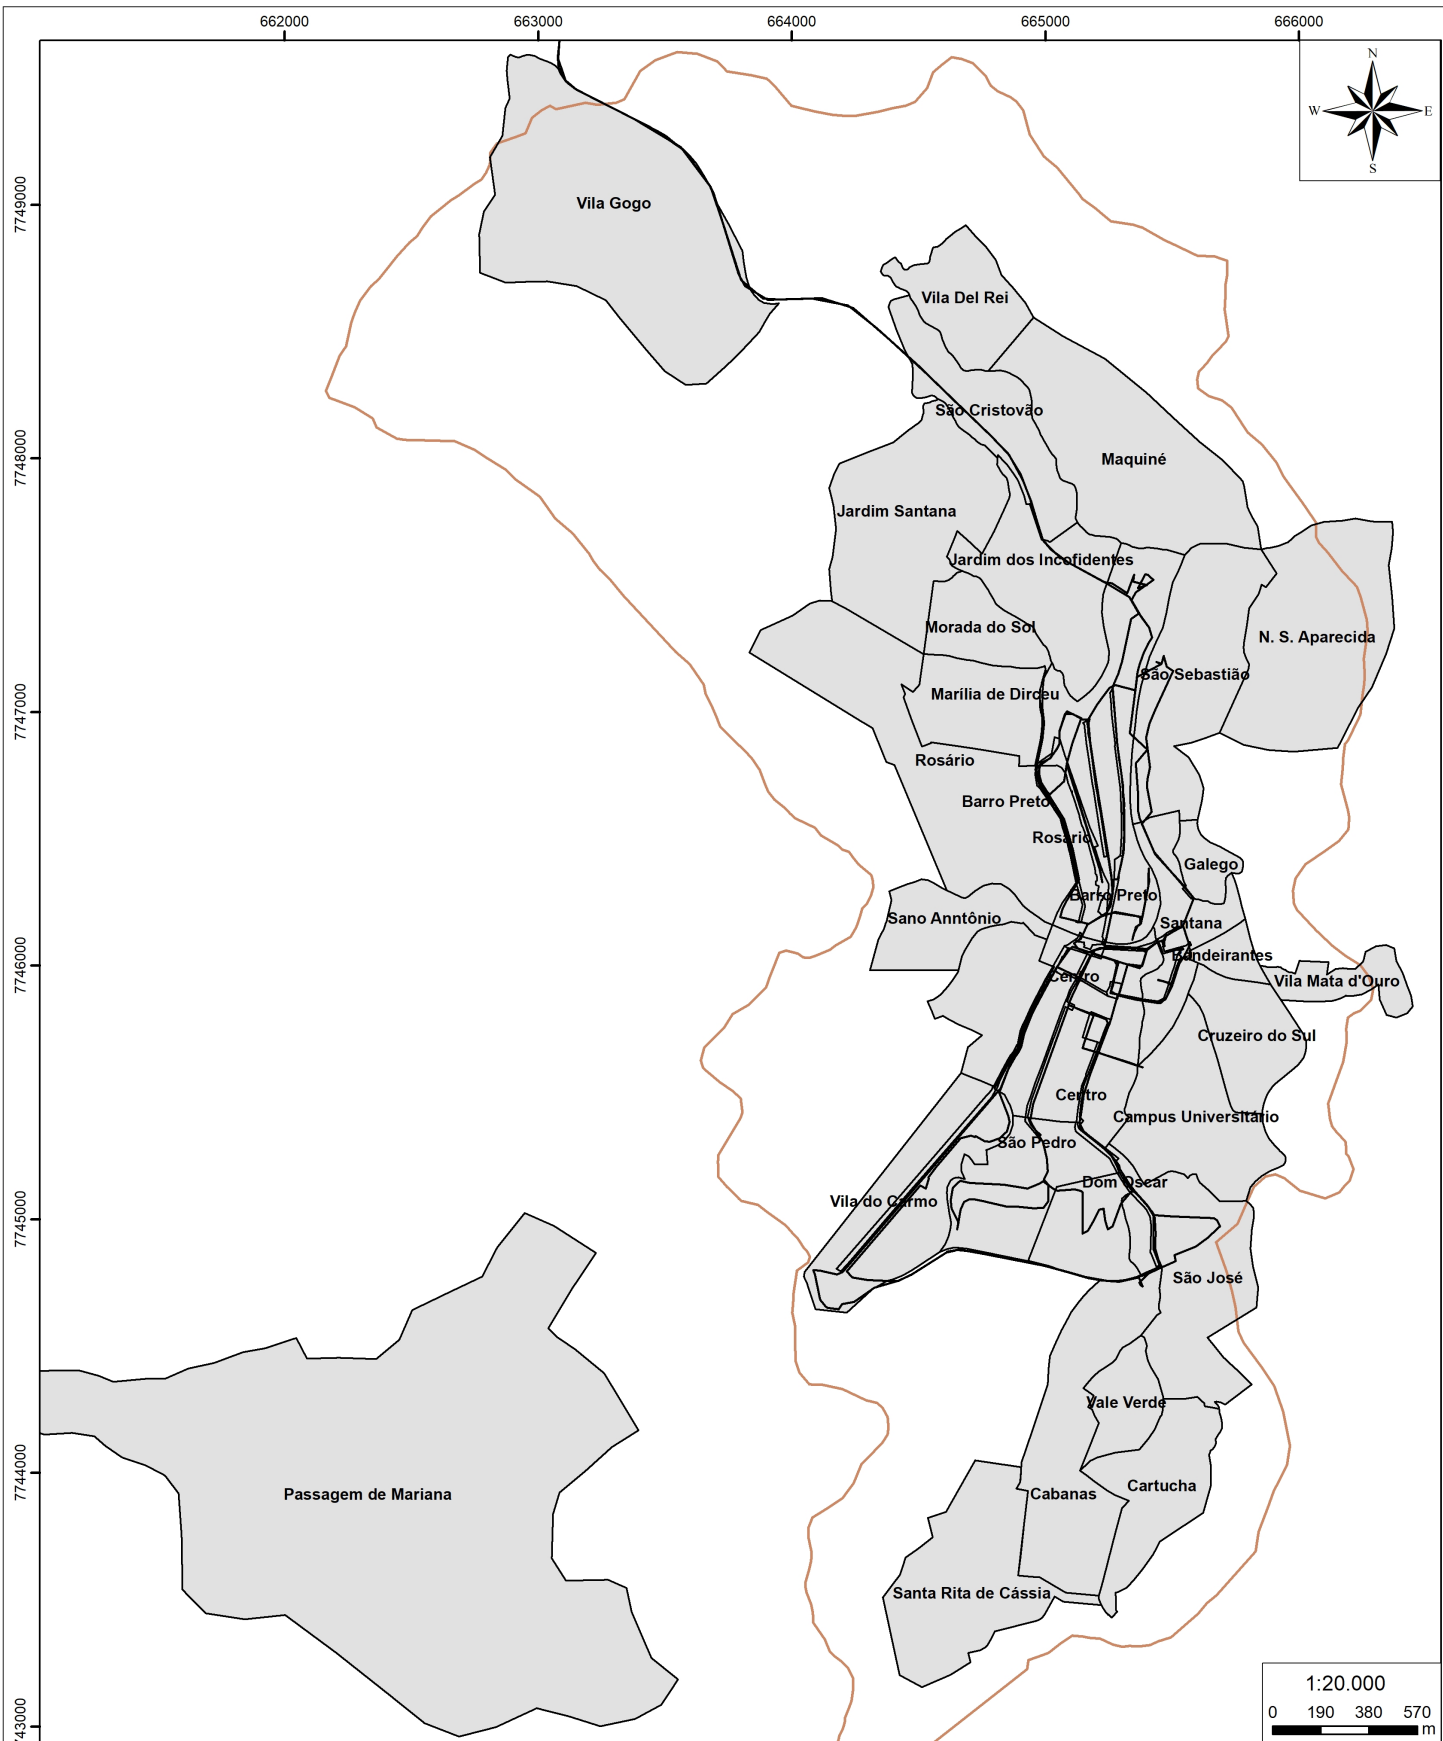 662000 663000 664000 665000 666000
N
W E
S
7749000
Vila Gogo
Vila Del Rei
São Cristovão
7748000
Maquiné
Jardim Santana
Jardim dos Incofidentes
Morada do Sol
N. S. Aparecida
São Sebastião
Marília de Dirceu
7747000
Rosário
Barro Preto
Rosário
Galego
Barro Preto
Sano Anntônio
Santana
Bandeirantes
7746000
Centro
Vila Mata d'Ouro
Cruzeiro do Sul
Centro
Campus Universitário
São Pedro
Dom Oscar
Vila do Carmo
7745000
São José
Vale Verde
7744000
Cartucha
Passagem de Mariana
Cabanas
Santa Rita de Cássia
1:20.000
743000
0 190 380 570
m